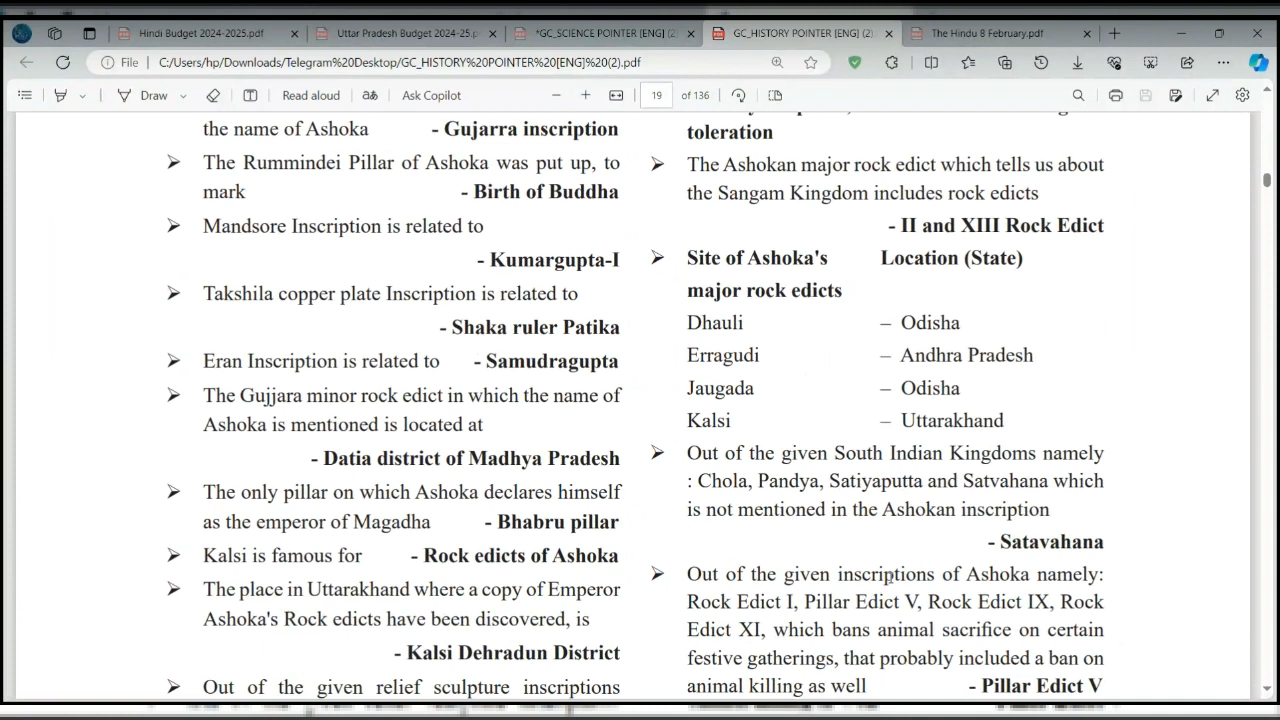 Hindi Budget 2024-2025.pdf
Uttar Pradesh Budget 2024-25.p
*GC_SCIENCE POINTER [ENG] (2)
GC_HISTORY POINTER [ENG] (2)
The Hindu 8 February.pdf
File C:/Users/hp/Downloads/Telegram%20Desktop/GC_HISTORY%20POINTER%20[ENG]%20(2).pdf
Draw Read aloud Ask Copilot 19 of 136
the name of Ashoka - Gujarra inscription
➢ The Rummindei Pillar of Ashoka was put up, to
mark - Birth of Buddha
➢ Mandsore Inscription is related to
- Kumargupta-I
➢ Takshila copper plate Inscription is related to
- Shaka ruler Patika
➢ Eran Inscription is related to - Samudragupta
➢ The Gujjara minor rock edict in which the name of
Ashoka is mentioned is located at
- Datia district of Madhya Pradesh
➢ The only pillar on which Ashoka declares himself
as the emperor of Magadha - Bhabru pillar
➢ Kalsi is famous for - Rock edicts of Ashoka
➢ The place in Uttarakhand where a copy of Emperor
Ashoka's Rock edicts have been discovered, is
- Kalsi Dehradun District
➢ Out of the given relief sculpture inscriptions
toleration
➢ The Ashokan major rock edict which tells us about
the Sangam Kingdom includes rock edicts
- II and XIII Rock Edict
➢ Site of Ashoka's Location (State)
major rock edicts
Dhauli – Odisha
Erragudi – Andhra Pradesh
Jaugada – Odisha
Kalsi – Uttarakhand
➢ Out of the given South Indian Kingdoms namely
: Chola, Pandya, Satiyaputta and Satvahana which
is not mentioned in the Ashokan inscription
- Satavahana
➢ Out of the given inscriptions of Ashoka namely:
Rock Edict I, Pillar Edict V, Rock Edict IX, Rock
Edict XI, which bans animal sacrifice on certain
festive gatherings, that probably included a ban on
animal killing as well - Pillar Edict V